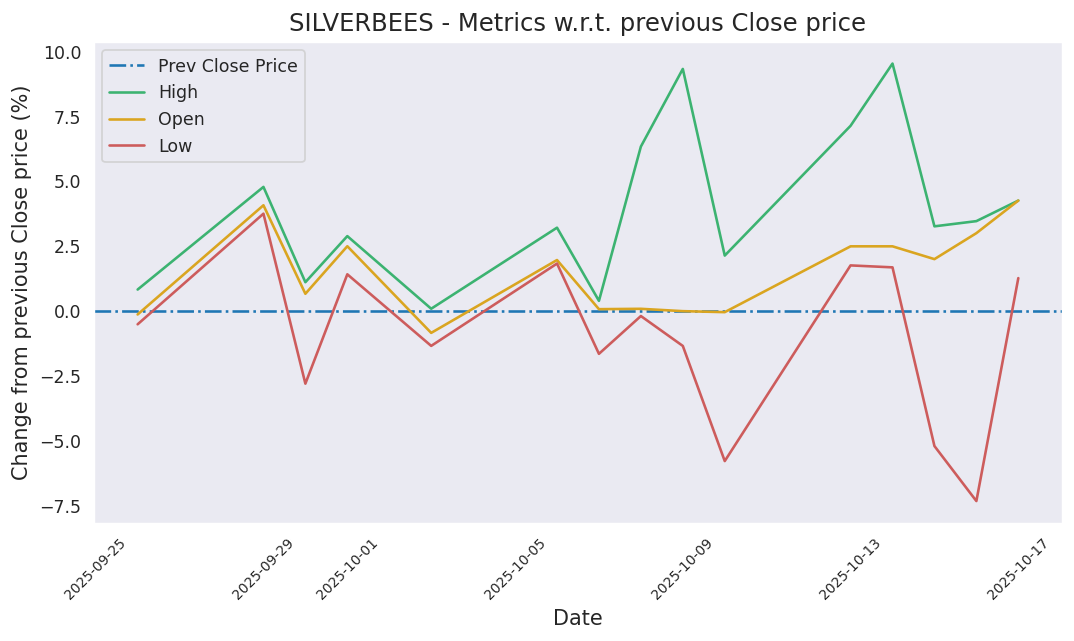 SILVERBEES - Metrics w.r.t. previous Close price
Change from previous Close price (%)
10.0
7.5
5.0
2.5
0.0
−2.5
−5.0
−7.5
Prev Close Price
High
Open
Low
2025-09-25
2025-09-29
2025-10-01
2025-10-05
2025-10-09
2025-10-13
2025-10-17
Date